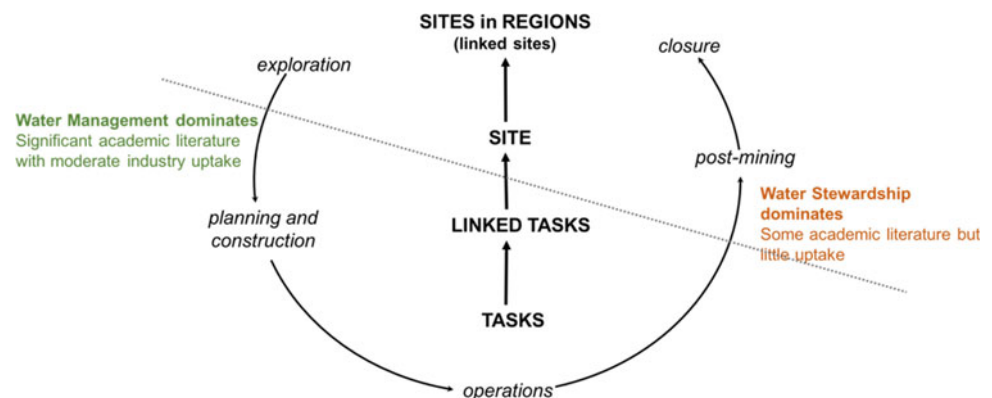 SITES in REGIONS
(linked sites)
closure
exploration
Water Management dominates
Significant academic literature
with moderate industry uptake
SITE
post-mining
planning and
construction
LINKED TASKS
Water Stewardship
dominates
Some academic literature but
little uptake
TASKS
operations